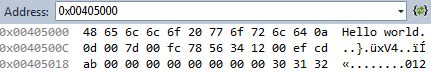 Address: 0x00405000
0x00405000 48 65 6c 6c 6f 20 77 6f 72 6c 64 0a Hello world.
0x0040500C 0d 00 7d 00 fc 78 56 34 12 00 ef cd ..}.üxV4..ïÍ
0x00405018 ab 00 00 00 00 00 00 00 00 30 31 32 «........012